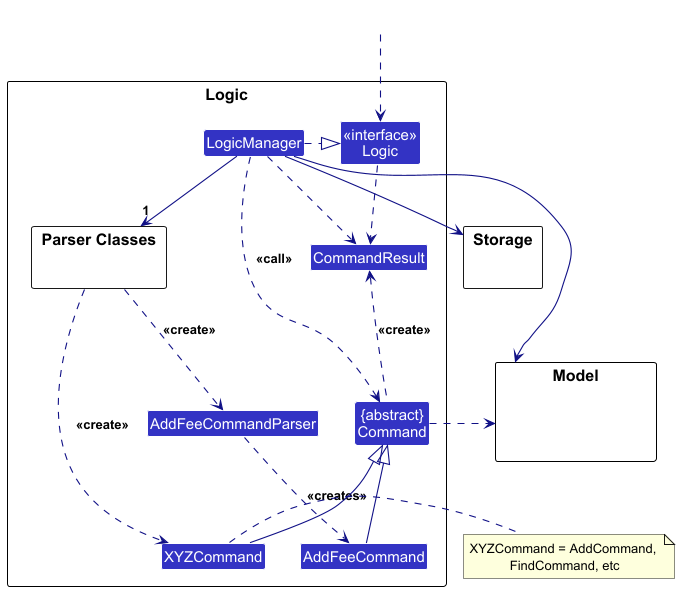 Logic
LogicManager
«interface»
Logic
1
Parser Classes
Storage
«call»
CommandResult
«create»
«create»
Model
«create»
AddFeeCommandParser
{abstract}
Command
«creates»
XYZCommand
AddFeeCommand
XYZCommand = AddCommand,
FindCommand, etc